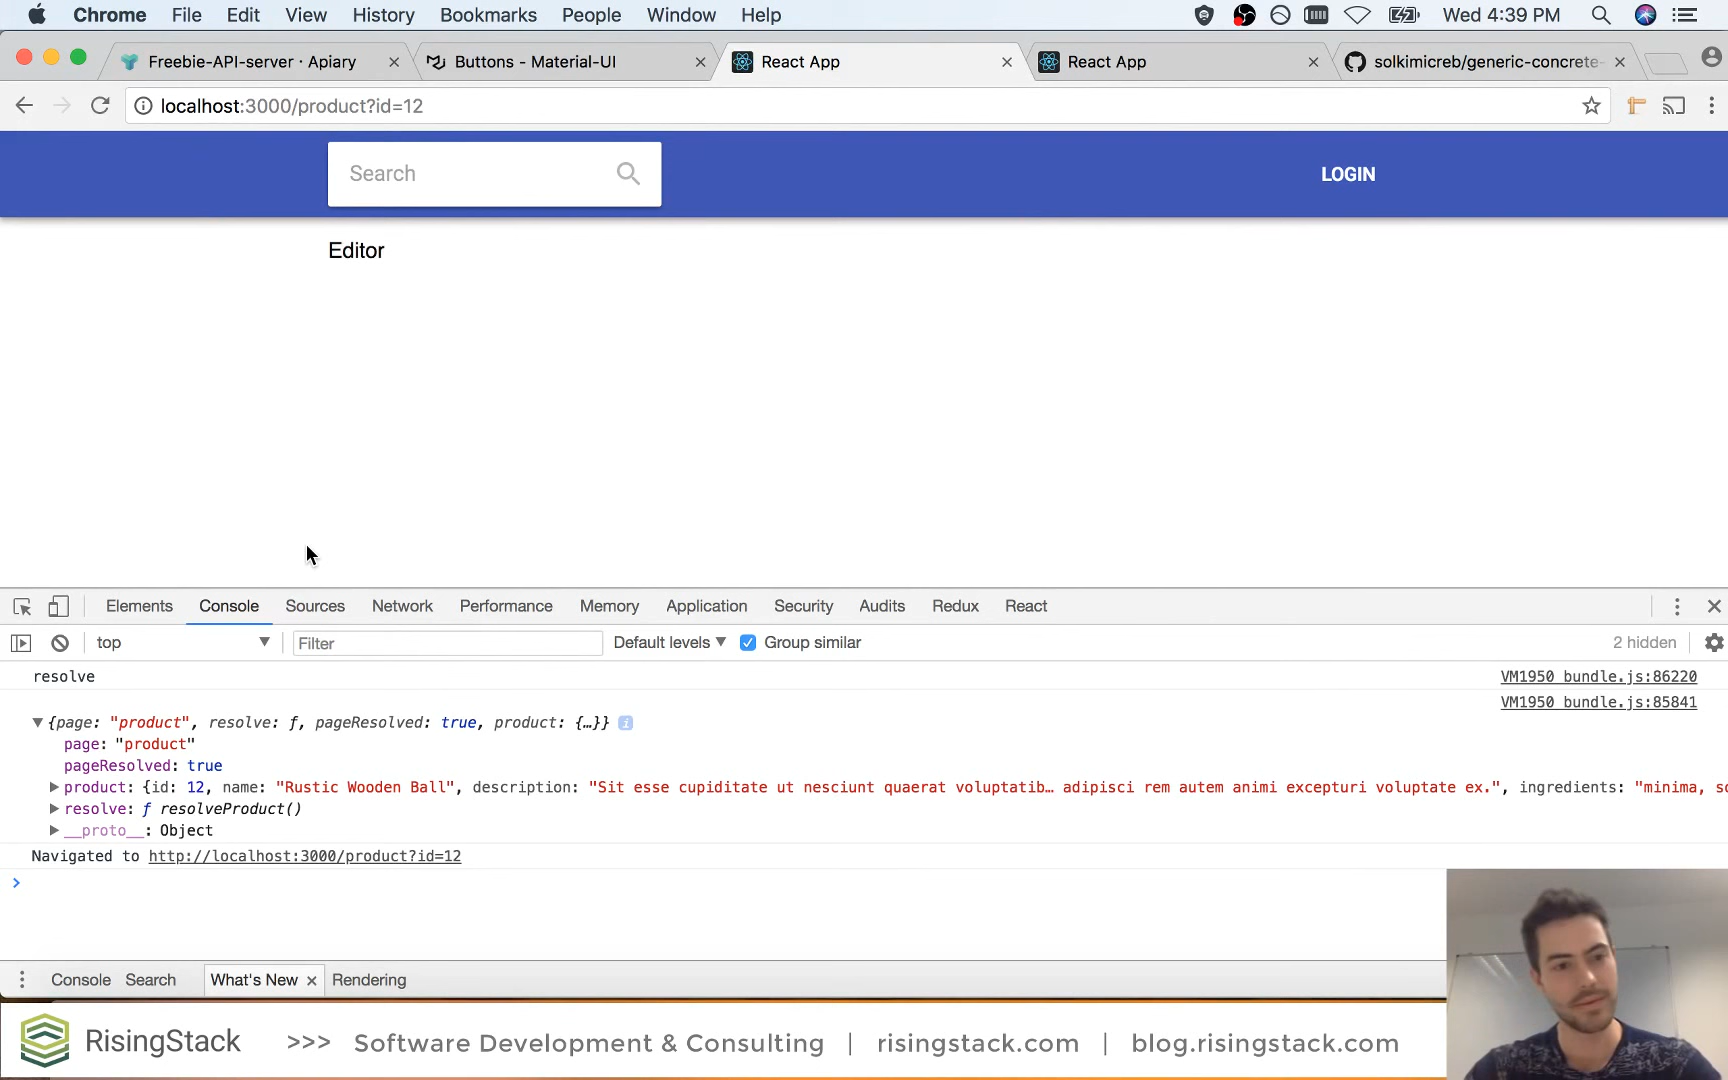 Chrome File Edit View History Bookmarks People Window Help Wed 4:39 PM
Freebie-API-server · Apiary Buttons - Material-UI React App React App solkimicreb/generic-concrete-
localhost:3000/product?id=12
Search LOGIN
Editor
Elements Console Sources Network Performance Memory Application Security Audits Redux React
top Filter Default levels Group similar 2 hidden
resolve VM1950 bundle.js:86220
VM1950 bundle.js:85841
{page: "product", resolve: ƒ, pageResolved: true, product: {…}}
page: "product"
pageResolved: true
product: {id: 12, name: "Rustic Wooden Ball", description: "Sit esse cupiditate ut nesciunt quaerat voluptatib… adipisci rem autem animi excepturi voluptate ex.", ingredients: "minima, so
resolve: ƒ resolveProduct()
__proto__: Object
Navigated to http://localhost:3000/product?id=12
Console Search What's New Rendering
RisingStack >>> Software Development & Consulting | risingstack.com | blog.risingstack.com